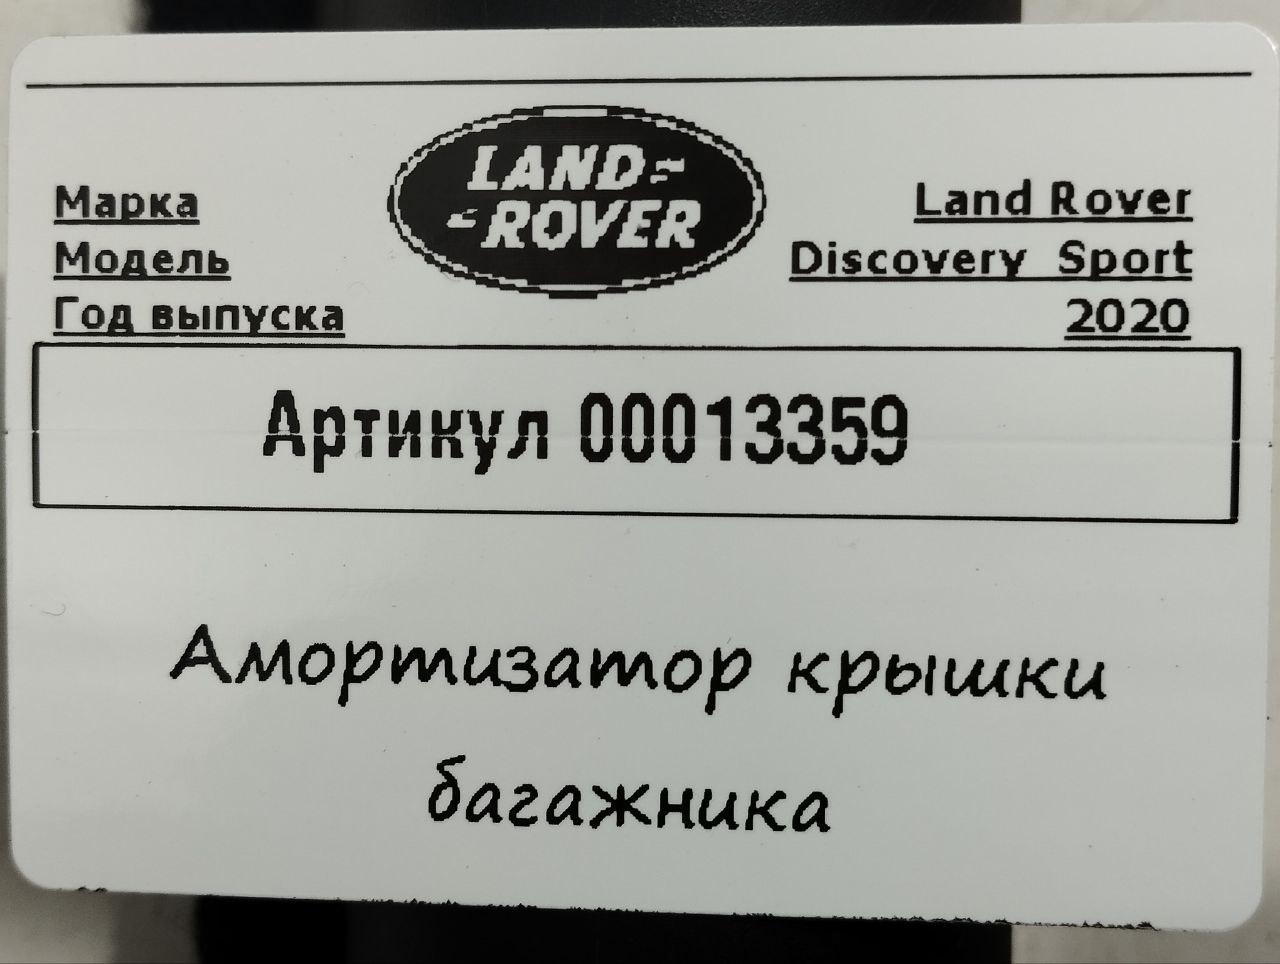 LAND
ROVER
Марка Land Rover
Модель Discovery Sport
Год выпуска 2020
Артикул 00013359
Амортизатор крышки
багажника